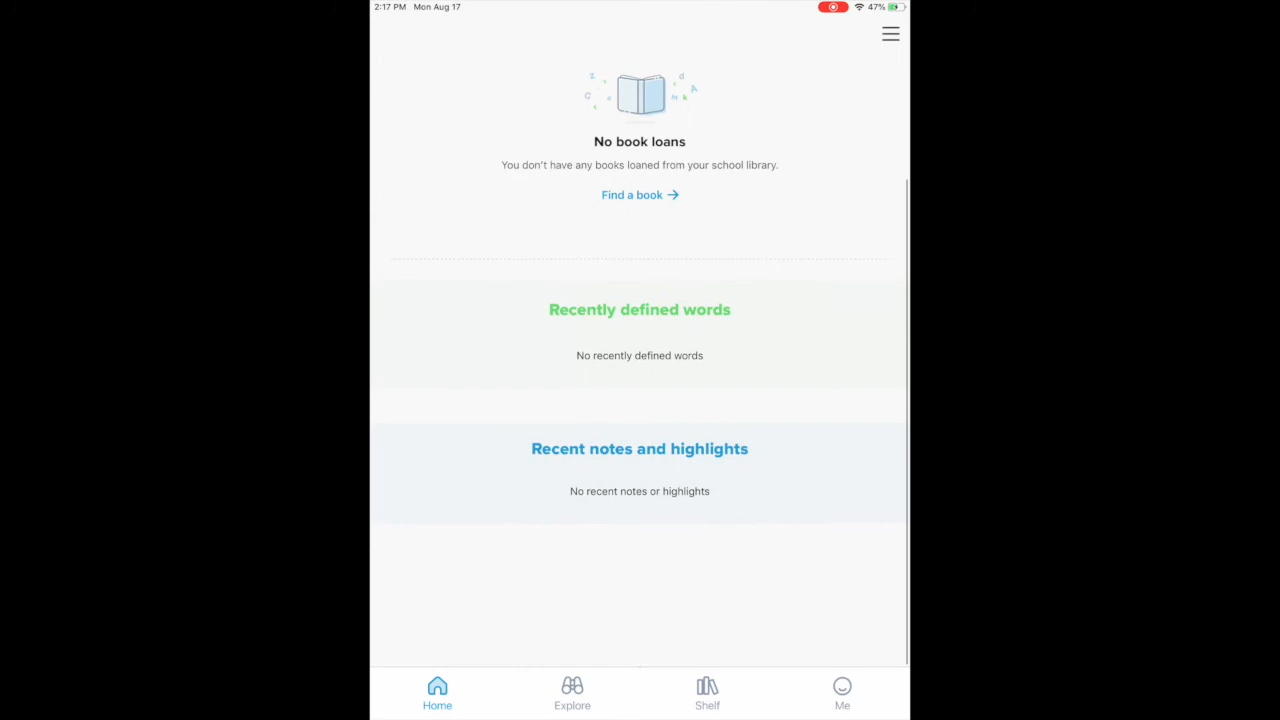 2:17 PM Mon Aug 17
47%
No book loans
You don't have any books loaned from your school library.
Find a book →
Recently defined words
No recently defined words
Recent notes and highlights
No recent notes or highlights
Home
Explore
Shelf
Me